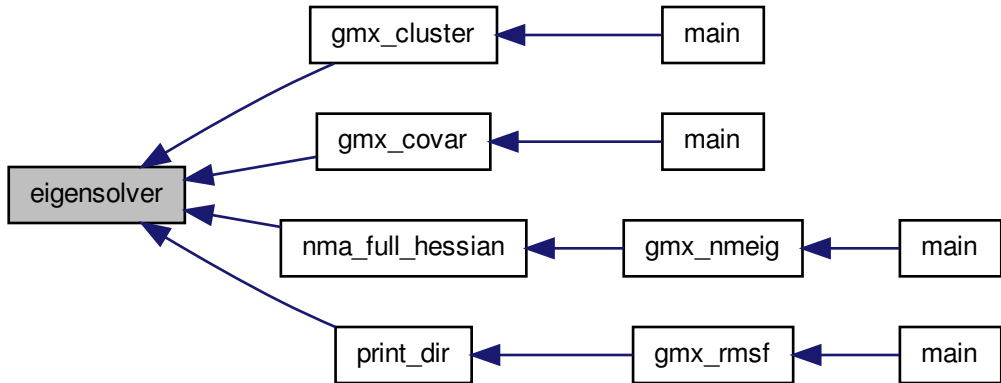 gmx_cluster
main
gmx_covar
main
eigensolver
nma_full_hessian
gmx_nmeig
main
print_dir
gmx_rmsf
main